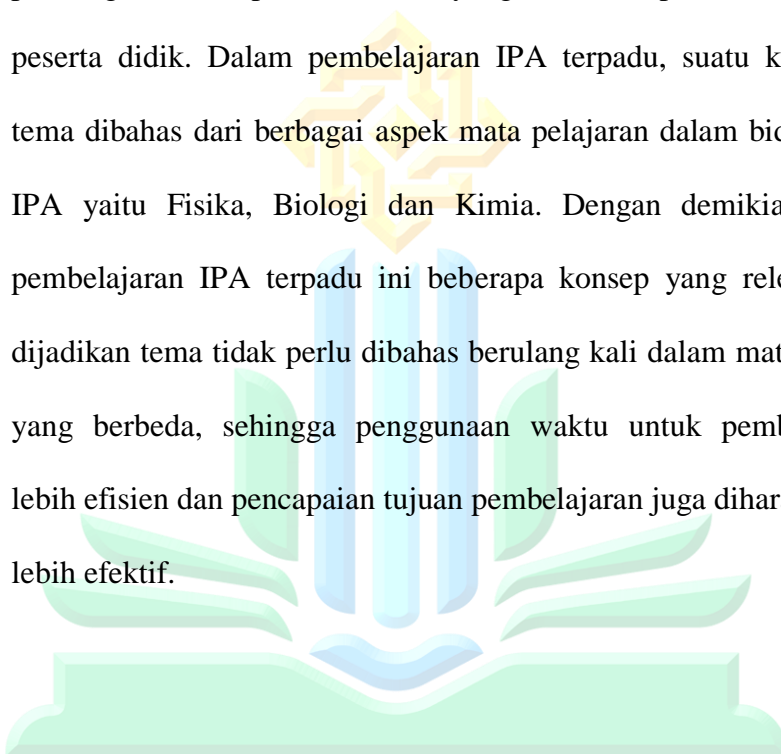 peserta didik. Dalam pembelajaran IPA terpadu, suatu
tema dibahas dari berbagai aspek mata pelajaran dalam
IPA yaitu Fisika, Biologi dan Kimia. Dengan
pembelajaran IPA terpadu ini beberapa konsep yang
dijadikan tema tidak perlu dibahas berulang kali dalam
yang berbeda, sehingga penggunaan waktu untuk
lebih efisien dan pencapaian tujuan pembelajaran juga
lebih efektif.